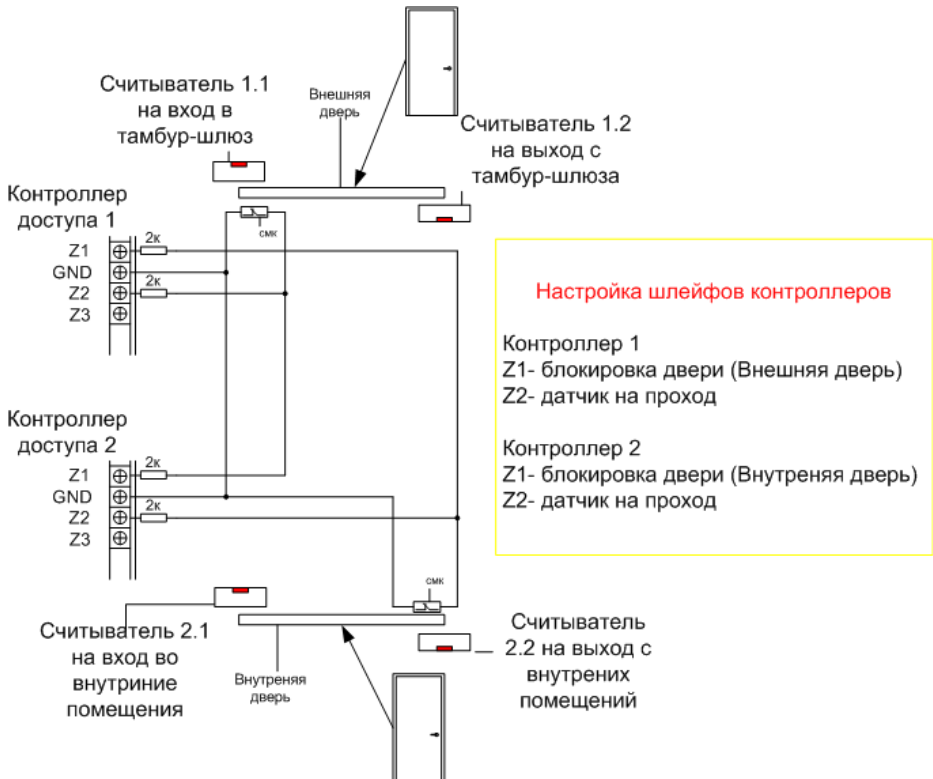 Считыватель 1.1
на вход в
тамбур-шлюз
Внешняя
дверь
Считыватель 1.2
на выход с
тамбур-шлюза
Контроллер
доступа 1
смк
Z1
2к
GND
Z2
2к
Z3
Настройка шлейфов контроллеров
Контроллер 1
Z1- блокировка двери (Внешняя дверь)
Z2- датчик на проход
Контроллер 2
Z1- блокировка двери (Внутреняя дверь)
Z2- датчик на проход
Контроллер
доступа 2
Z1
2к
GND
Z2
2к
Z3
смк
Считыватель 2.1
на вход во
внутриние
помещения
Внутреняя
дверь
Считыватель
2.2 на выход с
внутрених
помещений